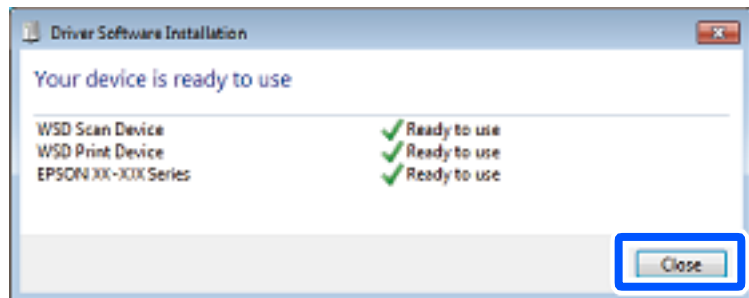 Driver Software Installation
Your device is ready to use
WSD Scan Device Ready to use
WSD Print Device Ready to use
EPSON XX-XXX Series Ready to use
Close